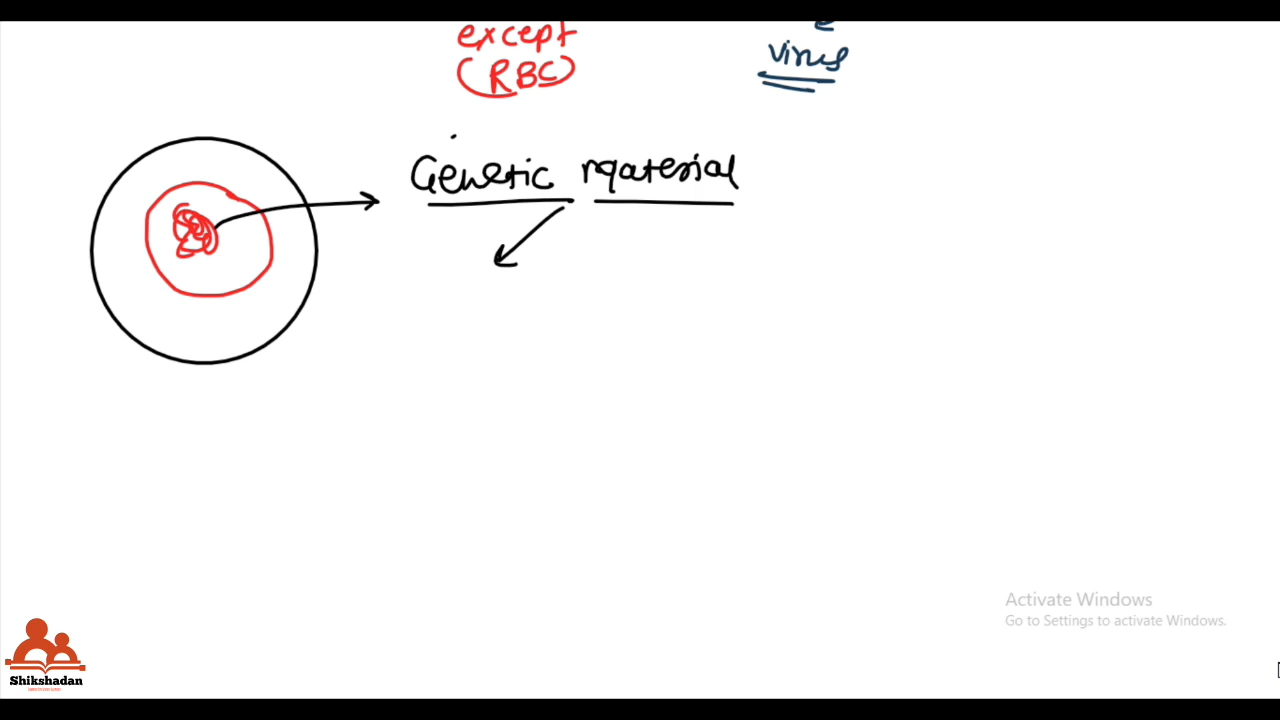 except
(RBC)
virus
Genetic material
Activate Windows
Go to Settings to activate Windows.
Shikshadan